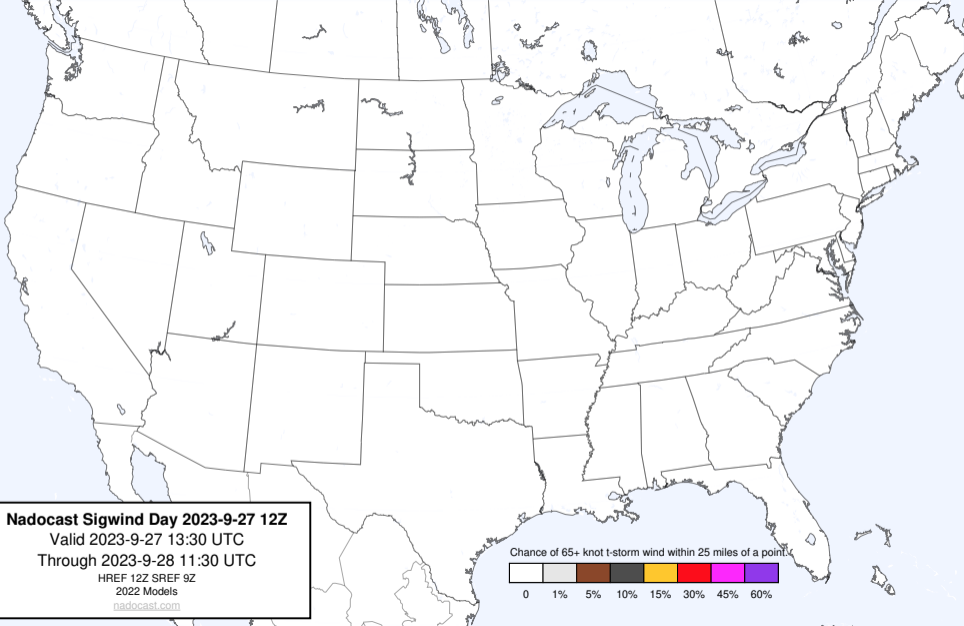 Nadocast Sigwind Day 2023-9-27 12Z
Valid 2023-9-27 13:30 UTC
Through 2023-9-28 11:30 UTC
HREF 12Z SREF 9Z
2022 Models
nadocast.com
Chance of 65+ knot t-storm wind within 25 miles of a point.
0 1% 5% 10% 15% 30% 45% 60%